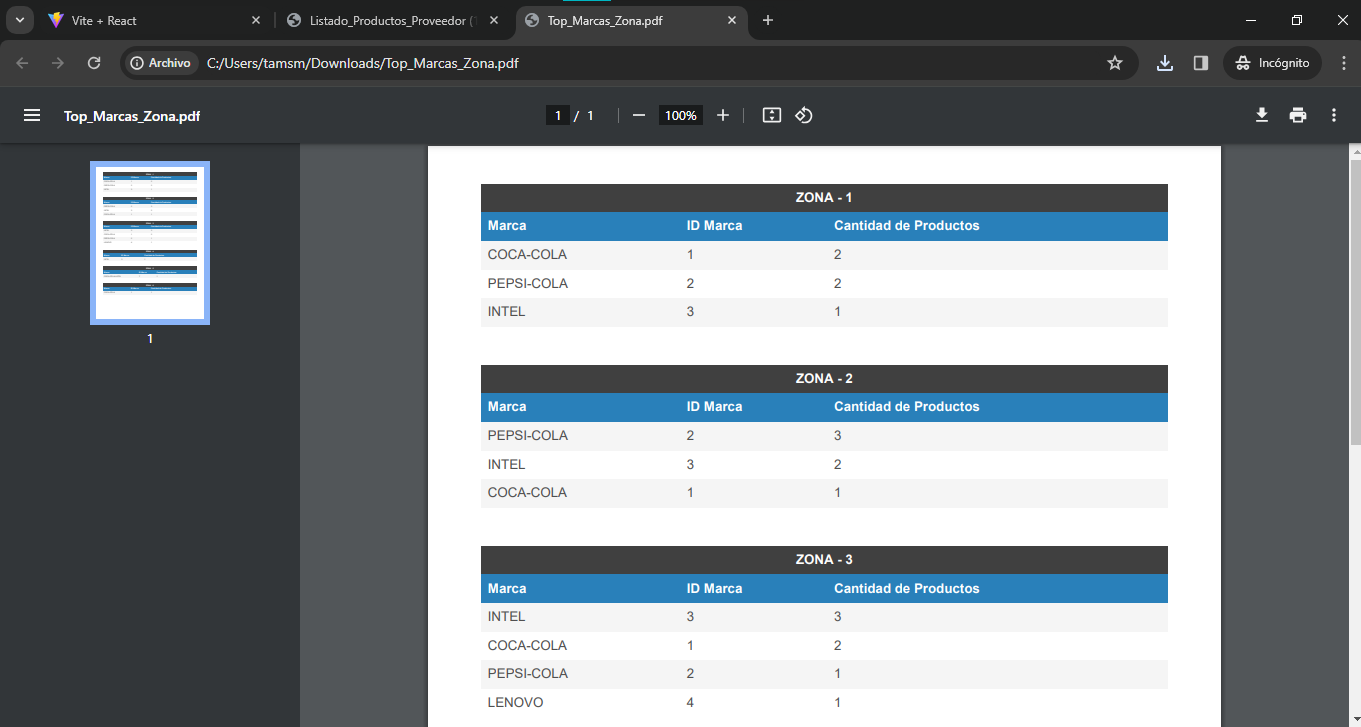 Vite + React
Listado_Productos_Proveedor (
Top_Marcas_Zona.pdf
Archivo C:/Users/tamsm/Downloads/Top_Marcas_Zona.pdf Incógnito
Top_Marcas_Zona.pdf 1 / 1 100%
1
ZONA - 1
Marca ID Marca Cantidad de Productos
COCA-COLA 1 2
PEPSI-COLA 2 2
INTEL 3 1
ZONA - 2
Marca ID Marca Cantidad de Productos
PEPSI-COLA 2 3
INTEL 3 2
COCA-COLA 1 1
ZONA - 3
Marca ID Marca Cantidad de Productos
INTEL 3 3
COCA-COLA 1 2
PEPSI-COLA 2 1
LENOVO 4 1